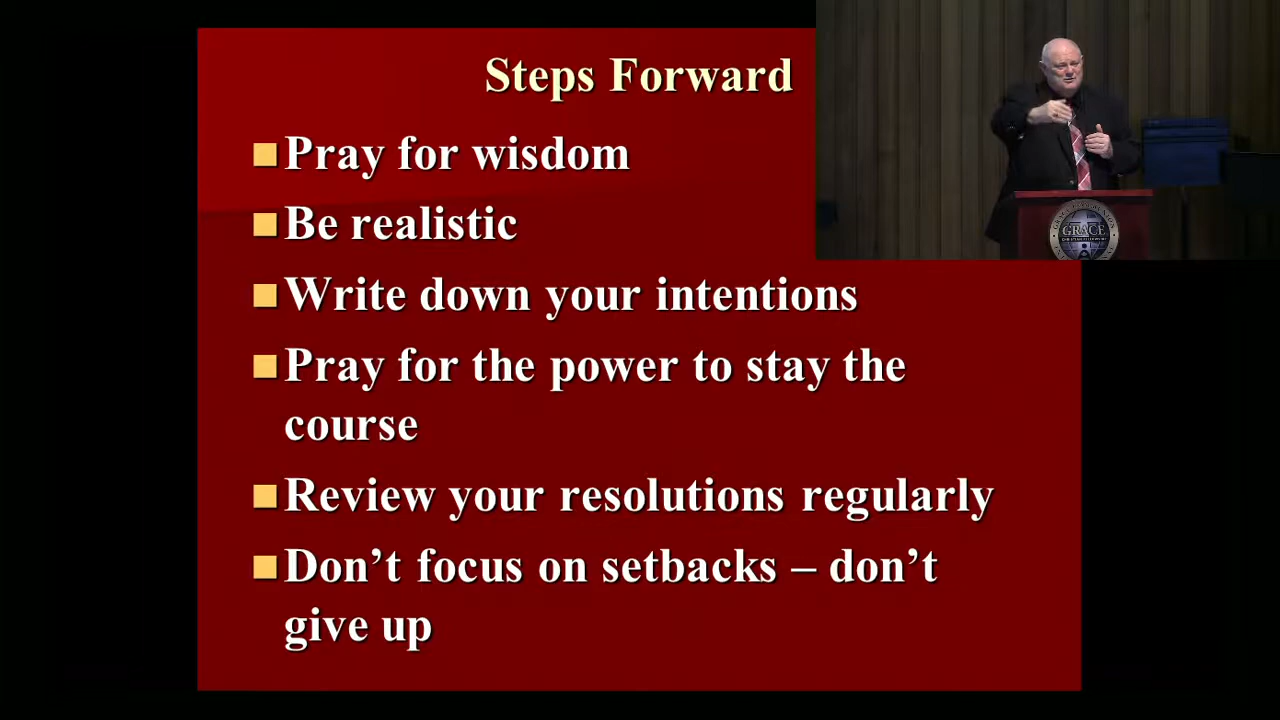 Steps Forward
Pray for wisdom
Be realistic
Write down your intentions
Pray for the power to stay the
course
Review your resolutions regularly
Don’t focus on setbacks – don’t
give up
GRACE